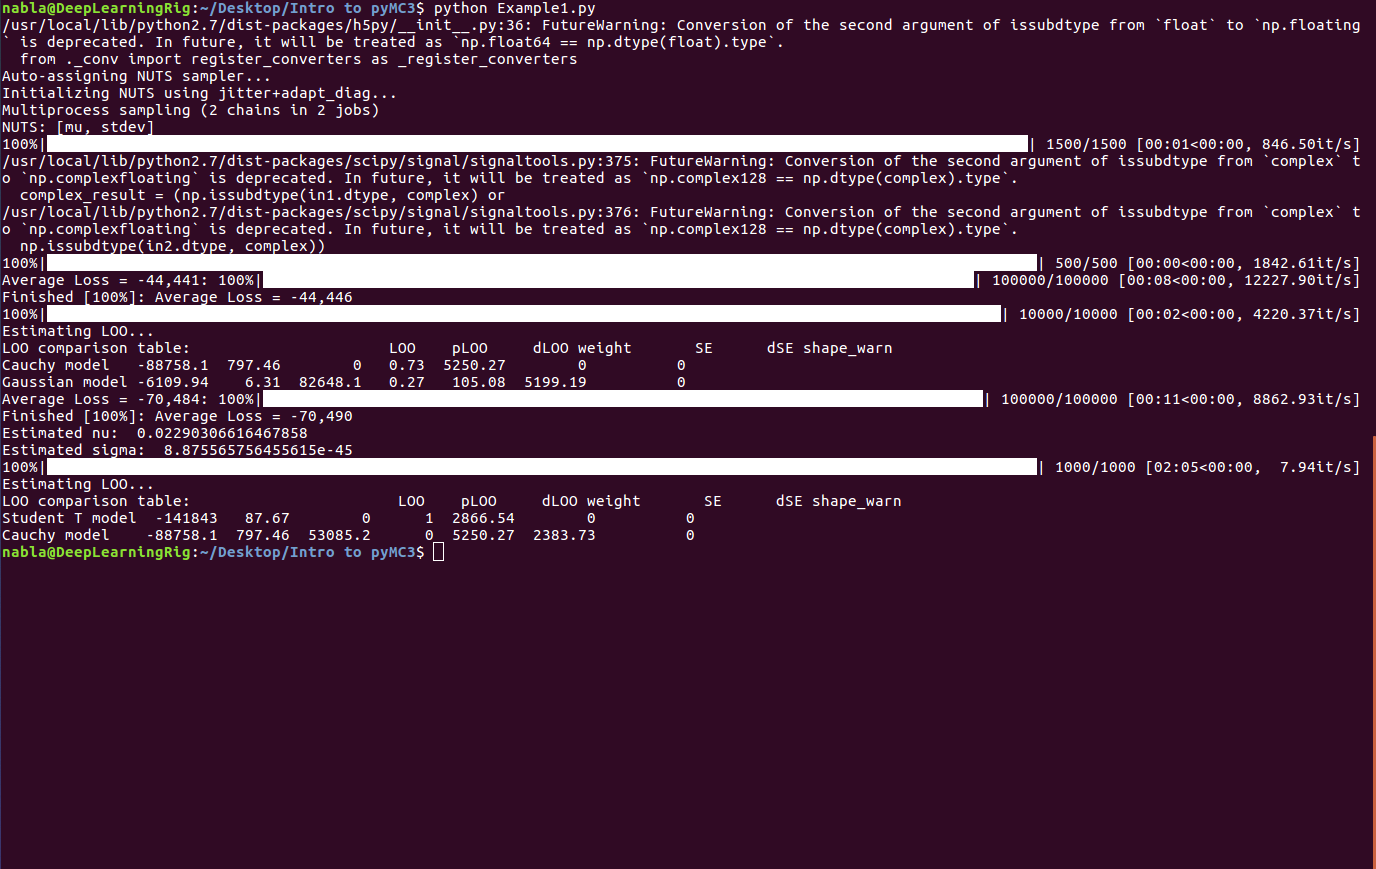 nabla@DeepLearningRig:~/Desktop/Intro to pyMC3$ python Example1.py
/usr/local/lib/python2.7/dist-packages/h5py/__init__.py:36: FutureWarning: Conversion of the second argument of issubdtype from `float` to `np.floating
` is deprecated. In future, it will be treated as `np.float64 == np.dtype(float).type`.
  from ._conv import register_converters as _register_converters
Auto-assigning NUTS sampler...
Initializing NUTS using jitter+adapt_diag...
Multiprocess sampling (2 chains in 2 jobs)
NUTS: [mu, stdev]
100%| | 1500/1500 [00:01<00:00, 846.50it/s]
/usr/local/lib/python2.7/dist-packages/scipy/signal/signaltools.py:375: FutureWarning: Conversion of the second argument of issubdtype from `complex` t
o `np.complexfloating` is deprecated. In future, it will be treated as `np.complex128 == np.dtype(complex).type`.
  complex_result = (np.issubdtype(in1.dtype, complex) or
/usr/local/lib/python2.7/dist-packages/scipy/signal/signaltools.py:376: FutureWarning: Conversion of the second argument of issubdtype from `complex` t
o `np.complexfloating` is deprecated. In future, it will be treated as `np.complex128 == np.dtype(complex).type`.
  np.issubdtype(in2.dtype, complex))
100%| | 500/500 [00:00<00:00, 1842.61it/s]
Average Loss = -44,441: 100%| | 100000/100000 [00:08<00:00, 12227.90it/s]
Finished [100%]: Average Loss = -44,446
100%| | 10000/10000 [00:02<00:00, 4220.37it/s]
Estimating LOO...
LOO comparison table:                      LOO    pLOO     dLOO weight       SE      dSE shape_warn
Cauchy model   -88758.1  797.46        0   0.73  5250.27        0          0
Gaussian model -6109.94    6.31  82648.1   0.27   105.08  5199.19          0
Average Loss = -70,484: 100%| | 100000/100000 [00:11<00:00, 8862.93it/s]
Finished [100%]: Average Loss = -70,490
Estimated nu:  0.02290306616467858
Estimated sigma:  8.875565756455615e-45
100%| | 1000/1000 [02:05<00:00,  7.94it/s]
Estimating LOO...
LOO comparison table:                       LOO    pLOO     dLOO weight       SE      dSE shape_warn
Student T model  -141843   87.67        0      1  2866.54        0          0
Cauchy model    -88758.1  797.46  53085.2      0  5250.27  2383.73          0
nabla@DeepLearningRig:~/Desktop/Intro to pyMC3$